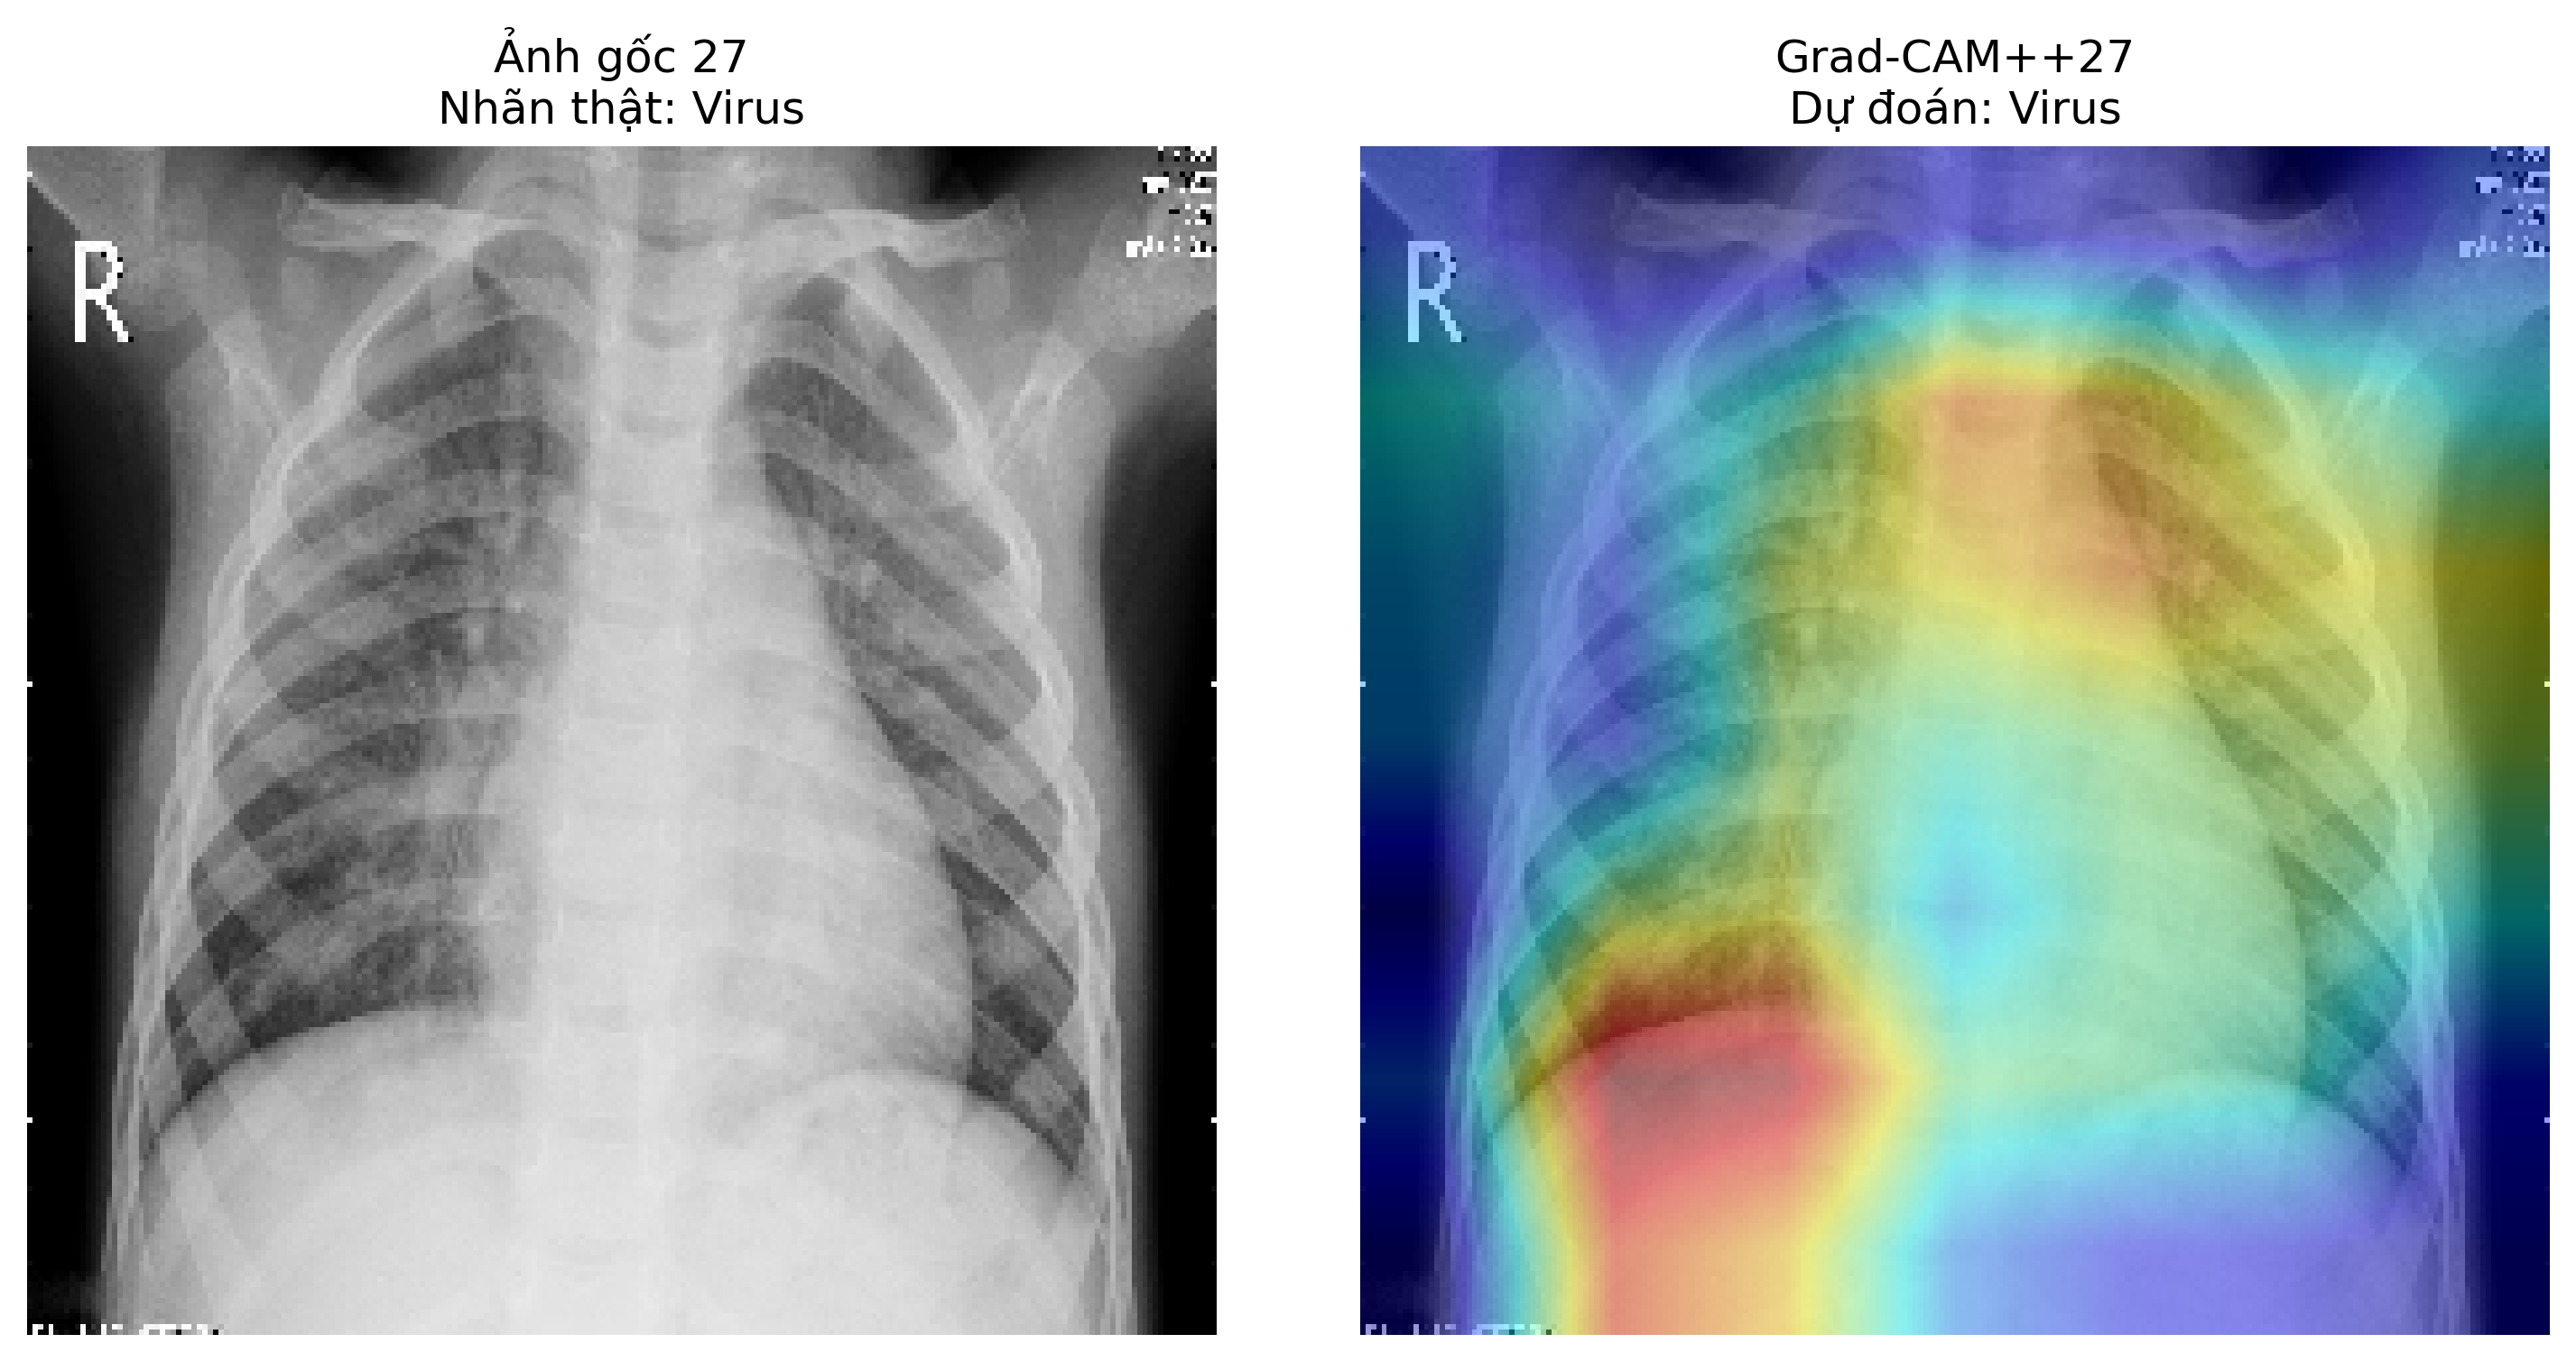 Ảnh gốc 27
Nhãn thật: Virus
Grad-CAM++27
Dự đoán: Virus
R
R